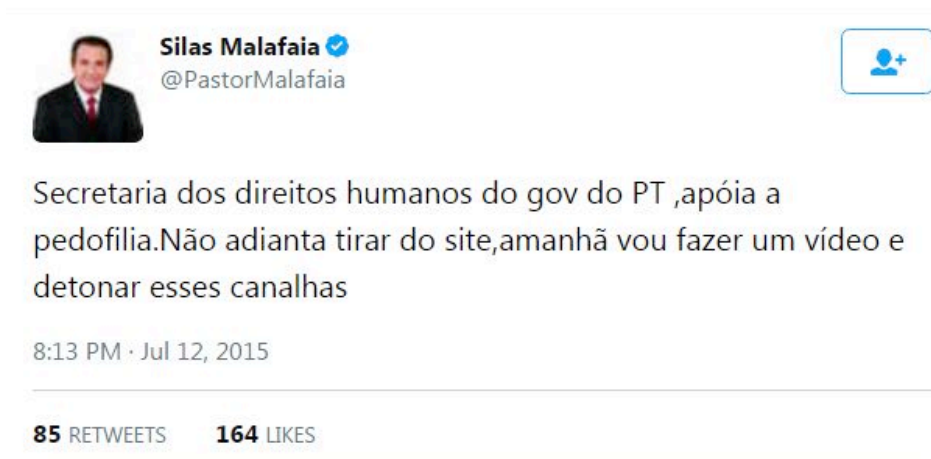 Silas Malafaia
@PastorMalafaia
Secretaria dos direitos humanos do gov do PT ,apóia a
pedofilia.Não adianta tirar do site,amanhã vou fazer um vídeo e
detonar esses canalhas
8:13 PM · Jul 12, 2015
85 RETWEETS 164 LIKES